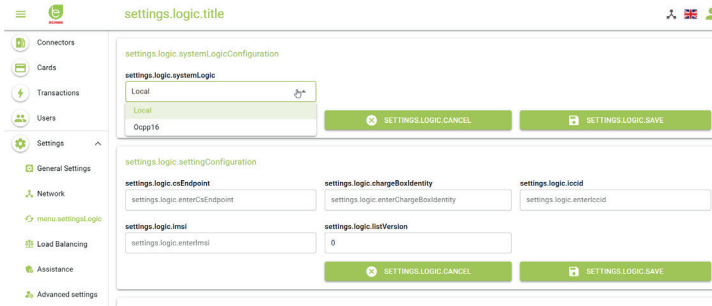 settings.logic.title
Connectors
Cards
Transactions
Users
Settings
General Settings
Network
menu.settingsLogic
Load Balancing
Assistance
Advanced settings
settings.logic.systemLogicConfiguration
settings.logic.systemLogic
Local
Local
Ocpp16
SETTINGS.LOGIC.CANCEL
SETTINGS.LOGIC.SAVE
settings.logic.settingConfiguration
settings.logic.csEndpoint
settings.logic.chargeBoxIdentity
settings.logic.iccid
settings.logic.enterCsEndpoint
settings.logic.enterChargeBoxIdentity
settings.logic.enterIccid
settings.logic.imsi
settings.logic.listVersion
settings.logic.enterImsi
0
SETTINGS.LOGIC.CANCEL
SETTINGS.LOGIC.SAVE